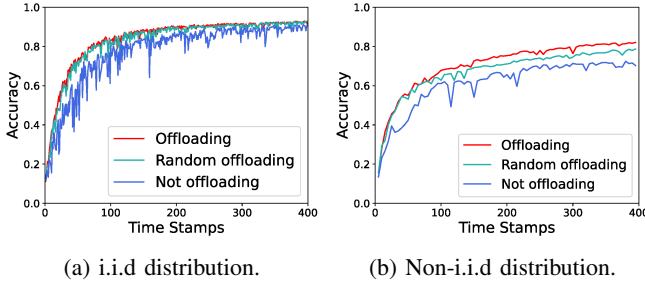 1.0
0.8
0.6
0.4
0.2
0.0
Accuracy
Offloading
Random offloading
Not offloading
0 100 200 300 400
Time Stamps
(a) i.i.d distribution.
1.0
0.8
0.6
0.4
0.2
0.0
Accuracy
Offloading
Random offloading
Not offloading
0 100 200 300 400
Time Stamps
(b) Non-i.i.d distribution.